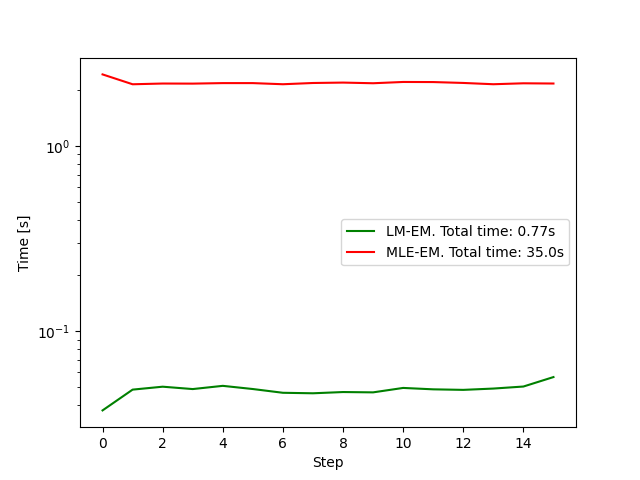 Time [s]
10^0
10^-1
LM-EM. Total time: 0.77s
MLE-EM. Total time: 35.0s
0 2 4 6 8 10 12 14
Step